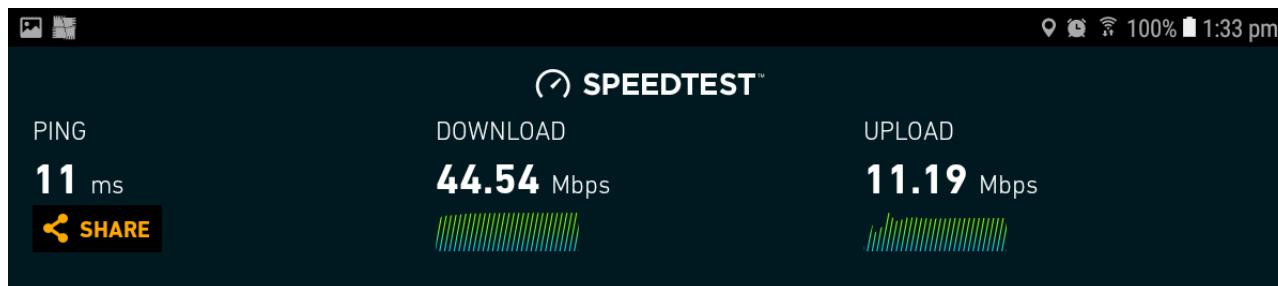 100% 1:33 pm
SPEEDTEST™
PING DOWNLOAD UPLOAD
11 ms 44.54 Mbps 11.19 Mbps
SHARE